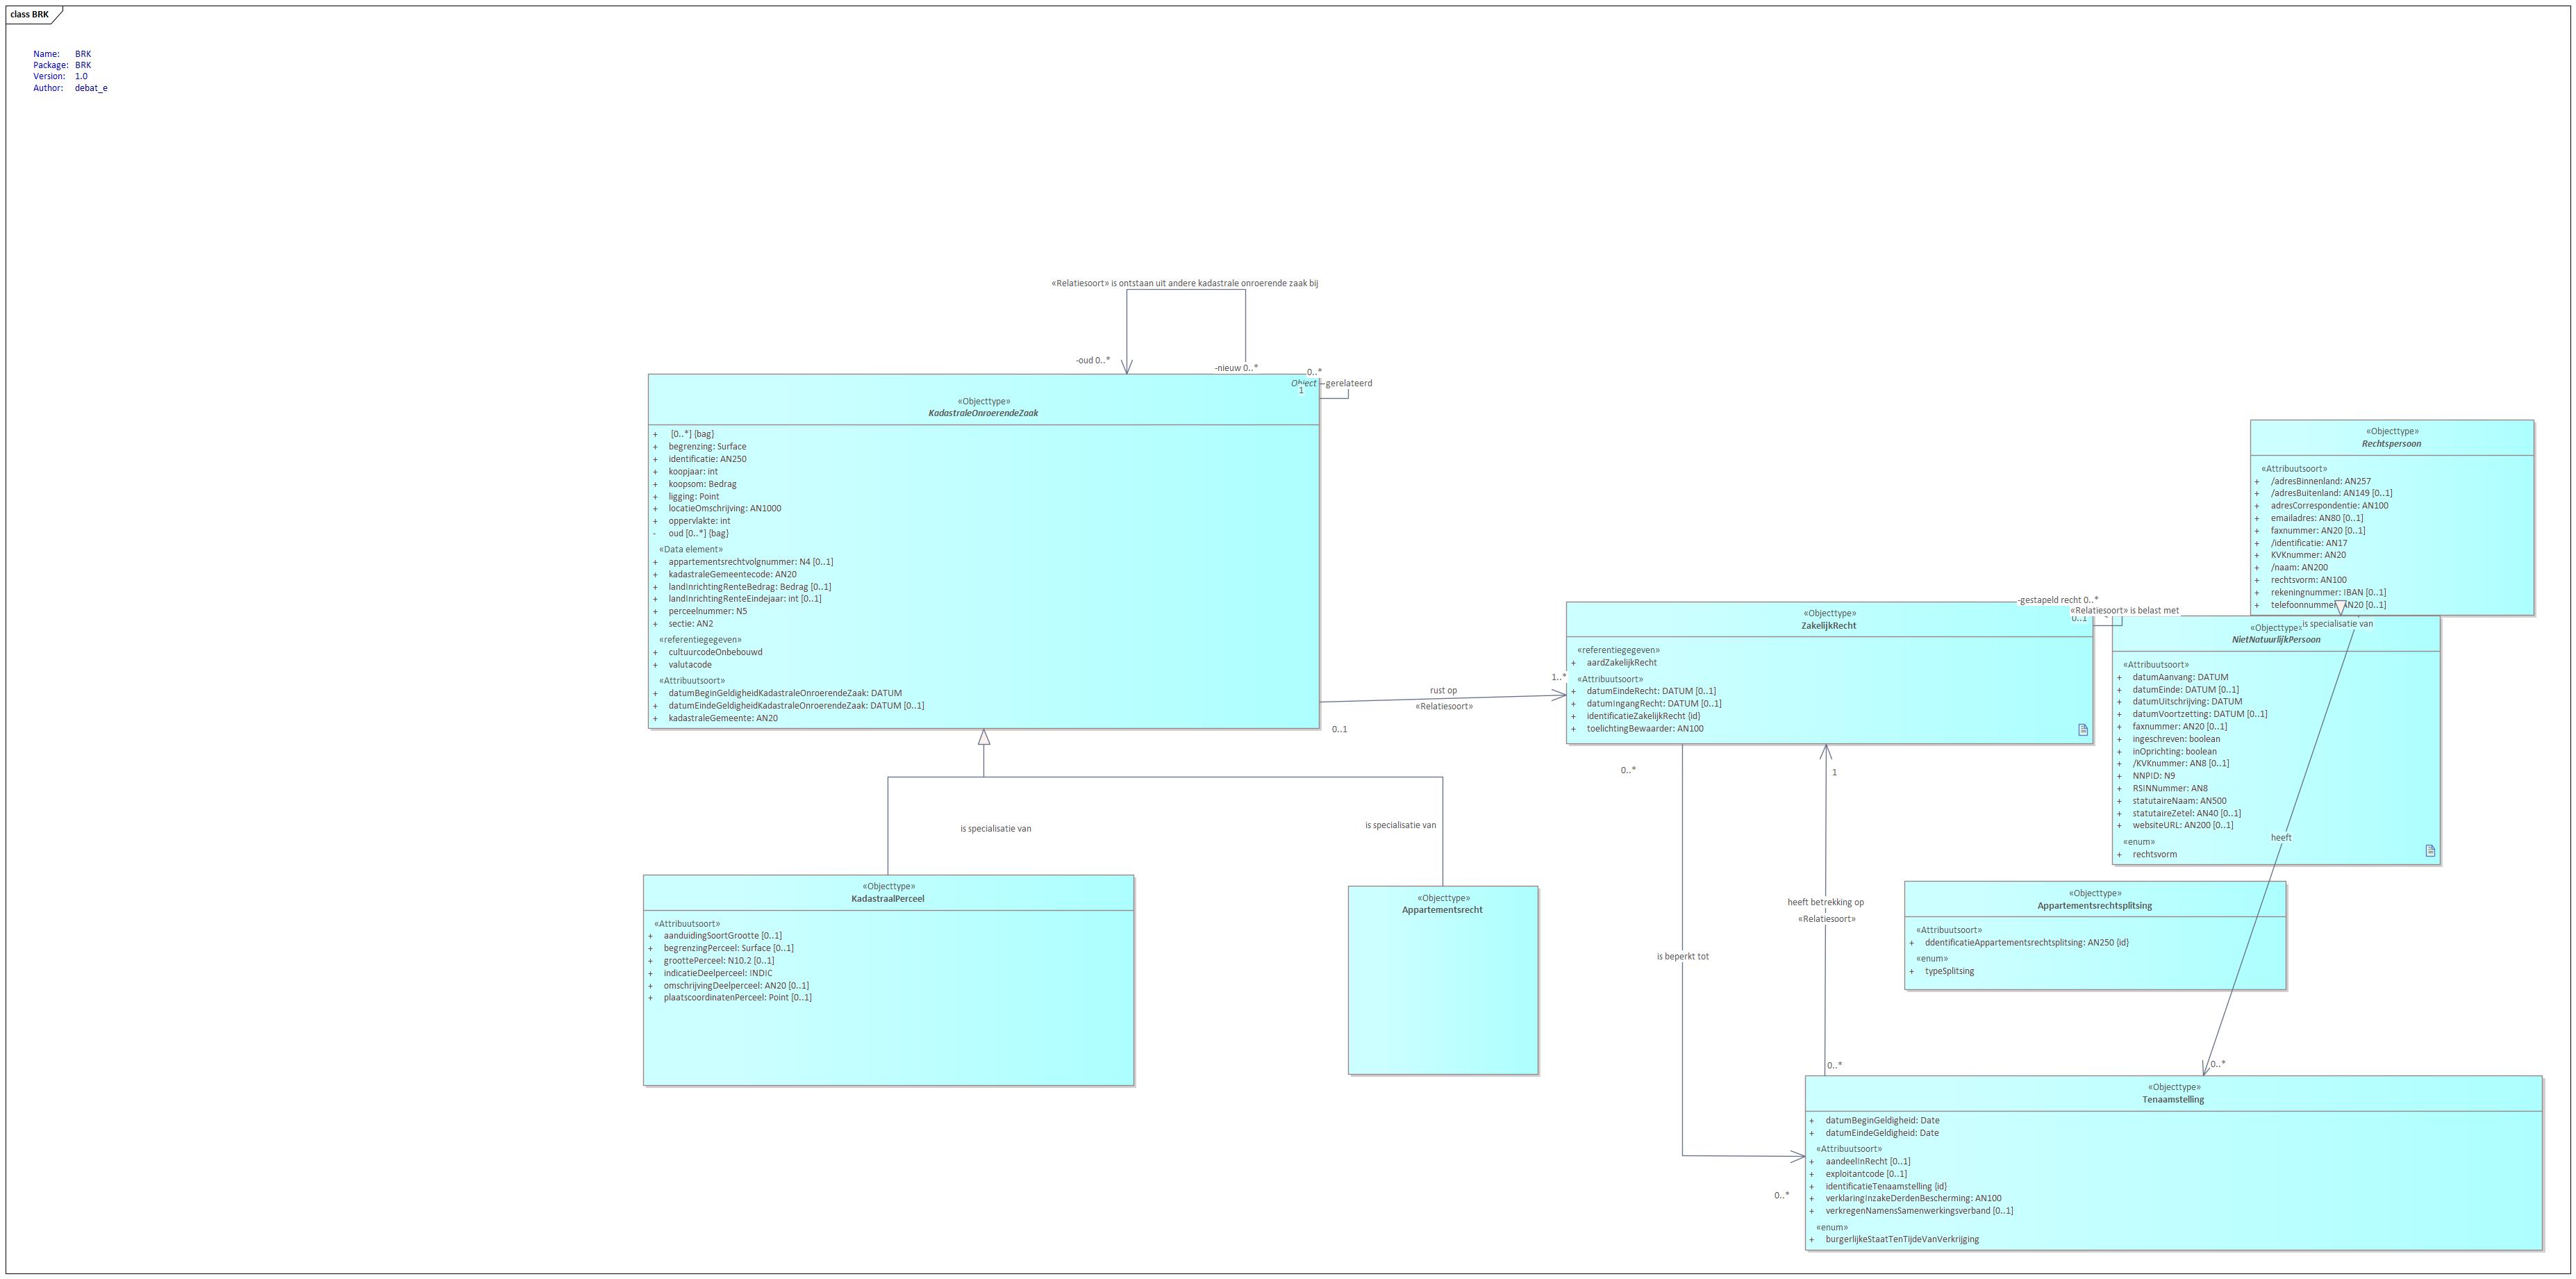 class BRK
Name: BRK
Package: BRK
Version: 1.0
Author: debat_e
«Relatiesoort» is ontstaan uit andere kadastrale onroerende zaak bij
-oud 0..*
-nieuw 0..*
0..*
Object
-gerelateerd
1
«Objecttype»
KadastraleOnroerendeZaak
+ [0..*] {bag}
+ begrenzing: Surface
+ identificatie: AN250
+ koopjaar: int
+ koopsom: Bedrag
+ ligging: Point
+ locatieOmschrijving: AN1000
+ oppervlakte: int
- oud [0..*] {bag}
«Data element»
+ appartementsrechtvolgnummer: N4 [0..1]
+ kadastraleGemeentecode: AN20
+ landInrichtingRenteBedrag: Bedrag [0..1]
+ landInrichtingRenteEindejaar: int [0..1]
+ perceelnummer: N5
+ sectie: AN2
«referentiegegeven»
+ cultuurcodeOnbebouwd
+ valutacode
«Attribuutsoort»
+ datumBeginGeldigheidKadastraleOnroerendeZaak: DATUM
+ datumEindeGeldigheidKadastraleOnroerendeZaak: DATUM [0..1]
+ kadastraleGemeente: AN20
rust op
«Relatiesoort»
0..1
1..*
is specialisatie van
is specialisatie van
«Objecttype»
KadastraalPerceel
«Attribuutsoort»
+ aanduidingSoortGrootte [0..1]
+ begrenzingPerceel: Surface [0..1]
+ groottePerceel: N10.2 [0..1]
+ indicatieDeelperceel: INDIC
+ omschrijvingDeelperceel: AN20 [0..1]
+ plaatscoordinatenPerceel: Point [0..1]
«Objecttype»
Appartementsrecht
«Objecttype»
ZakelijkRecht
«referentiegegeven»
+ aardZakelijkRecht
«Attribuutsoort»
+ datumEindeRecht: DATUM [0..1]
+ datumIngangRecht: DATUM [0..1]
+ identificatieZakelijkRecht {id}
+ toelichtingBewaarder: AN100
-gestapeld recht 0..*
«Relatiesoort» is belast met
0..1
«Objecttype»
Rechtspersoon
«Attribuutsoort»
+ /adresBinnenland: AN257
+ /adresBuitenland: AN149 [0..1]
+ adresCorrespondentie: AN100
+ emailadres: AN80 [0..1]
+ faxnummer: AN20 [0..1]
+ /identificatie: AN17
+ KVKnummer: AN20
+ /naam: AN200
+ rechtsvorm: AN100
+ rekeningnummer: IBAN [0..1]
+ telefoonnummer: AN20 [0..1]
is specialisatie van
«Objecttype»
NietNatuurlijkPersoon
«Attribuutsoort»
+ datumAanvang: DATUM
+ datumEinde: DATUM [0..1]
+ datumUitschrijving: DATUM
+ datumVoortzetting: DATUM [0..1]
+ faxnummer: AN20 [0..1]
+ ingeschreven: boolean
+ inOprichting: boolean
+ /KVKnummer: AN8 [0..1]
+ NNPID: N9
+ RSINNummer: AN8
+ statutaireNaam: AN500
+ statutaireZetel: AN40 [0..1]
+ websiteURL: AN200 [0..1]
«enum»
+ rechtsvorm
heeft
0..*
0..*
1
heeft betrekking op
«Relatiesoort»
0..*
is beperkt tot
0..*
«Objecttype»
Appartementsrechtsplitsing
«Attribuutsoort»
+ ddentificatieAppartementsrechtsplitsing: AN250 {id}
«enum»
+ typeSplitsing
«Objecttype»
Tenaamstelling
+ datumBeginGeldigheid: Date
+ datumEindeGeldigheid: Date
«Attribuutsoort»
+ aandeelInRecht [0..1]
+ exploitantcode [0..1]
+ identificatieTenaamstelling {id}
+ verklaringInzakeDerdenBescherming: AN100
+ verkregenNamensSamenwerkingsverband [0..1]
«enum»
+ burgerlijkeStaatTenTijdeVanVerkrijging